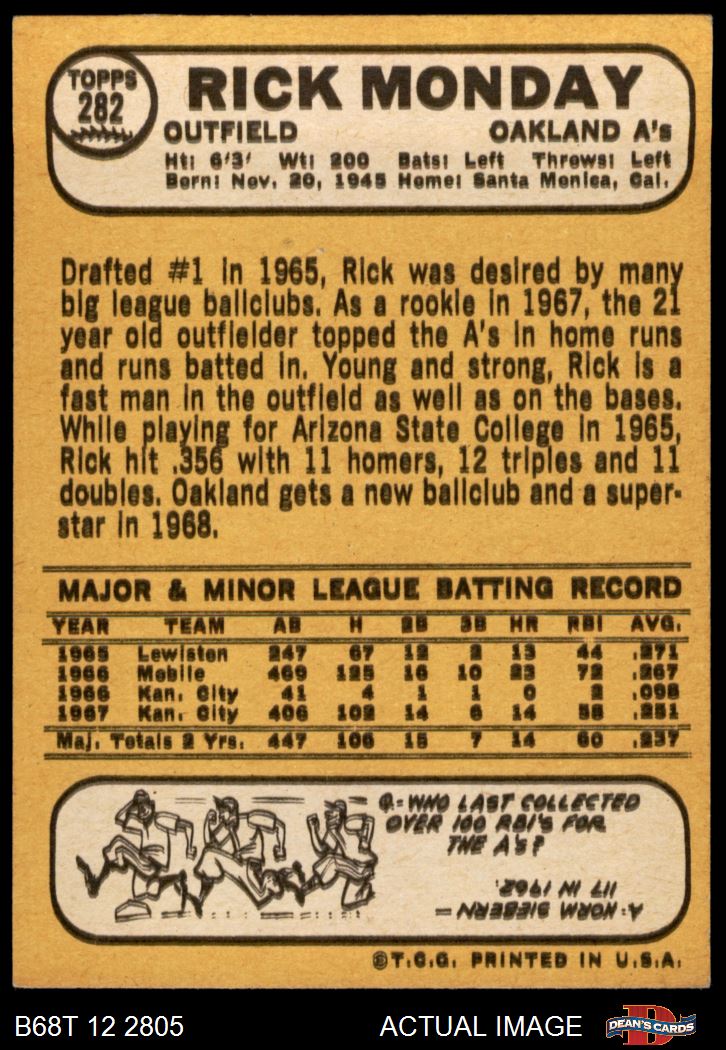 TOPPS
282
RICK MONDAY
OUTFIELD OAKLAND A's
Ht: 6'3' Wt: 200 Bats: Left Throws: Left
Born: Nov. 20, 1945 Home: Santa Monica, Cal.
Drafted #1 in 1965, Rick was desired by many
big league ballclubs. As a rookie in 1967, the 21
year old outfielder topped the A's in home runs
and runs batted in. Young and strong, Rick is a
fast man in the outfield as well as on the bases.
While playing for Arizona State College in 1965,
Rick hit .356 with 11 homers, 12 triples and 11
doubles. Oakland gets a new ballclub and a super-
star in 1968.
MAJOR & MINOR LEAGUE BATTING RECORD
YEAR TEAM AB H 2B 3B HR RBI AVG.
1965 Lewiston 247 67 12 2 13 44 .271
1966 Mobile 469 125 16 10 23 72 .267
1966 Kan. City 41 4 1 1 0 2 .098
1967 Kan. City 406 102 14 6 14 58 .251
Maj. Totals 2 Yrs. 447 106 15 7 14 60 .237
Q: WHO LAST COLLECTED
OVER 100 RBI'S FOR
THE A'S?
A: NORM SIEBERN –
117 IN 1962.
©T.C.G. PRINTED IN U.S.A.
B68T 12 2805 ACTUAL IMAGE DEAN'S CARDS